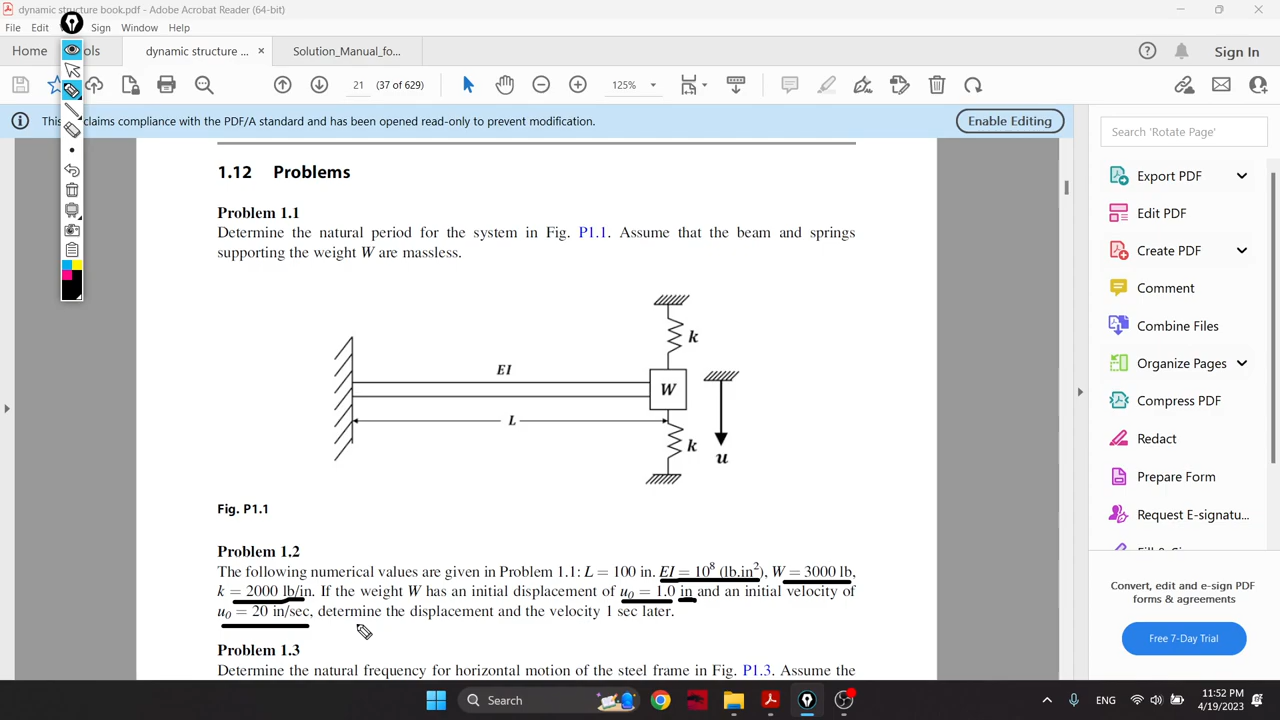 dynamic structure book.pdf - Adobe Acrobat Reader (64-bit)
File Edit Sign Window Help
Home ols dynamic structure ... × Solution_Manual_fo... Sign In
21 (37 of 629) 125%
This claims compliance with the PDF/A standard and has been opened read-only to prevent modification. Enable Editing
Search 'Rotate Page'
Export PDF
Edit PDF
Create PDF
Comment
Combine Files
Organize Pages
Compress PDF
Redact
Prepare Form
Request E-signatu...
Convert, edit and e-sign PDF
forms & agreements
Free 7-Day Trial
1.12 Problems
Problem 1.1
Determine the natural period for the system in Fig. P1.1. Assume that the beam and springs
supporting the weight W are massless.
k
EI
W
L
k
u
Fig. P1.1
Problem 1.2
The following numerical values are given in Problem 1.1: L = 100 in. EI = 10⁸ (lb.in²), W = 3000 lb,
k = 2000 lb/in. If the weight W has an initial displacement of u₀ = 1.0 in and an initial velocity of
u₀ = 20 in/sec, determine the displacement and the velocity 1 sec later.
Problem 1.3
Determine the natural frequency for horizontal motion of the steel frame in Fig. P1.3. Assume the
Search
ENG
11:52 PM
4/19/2023